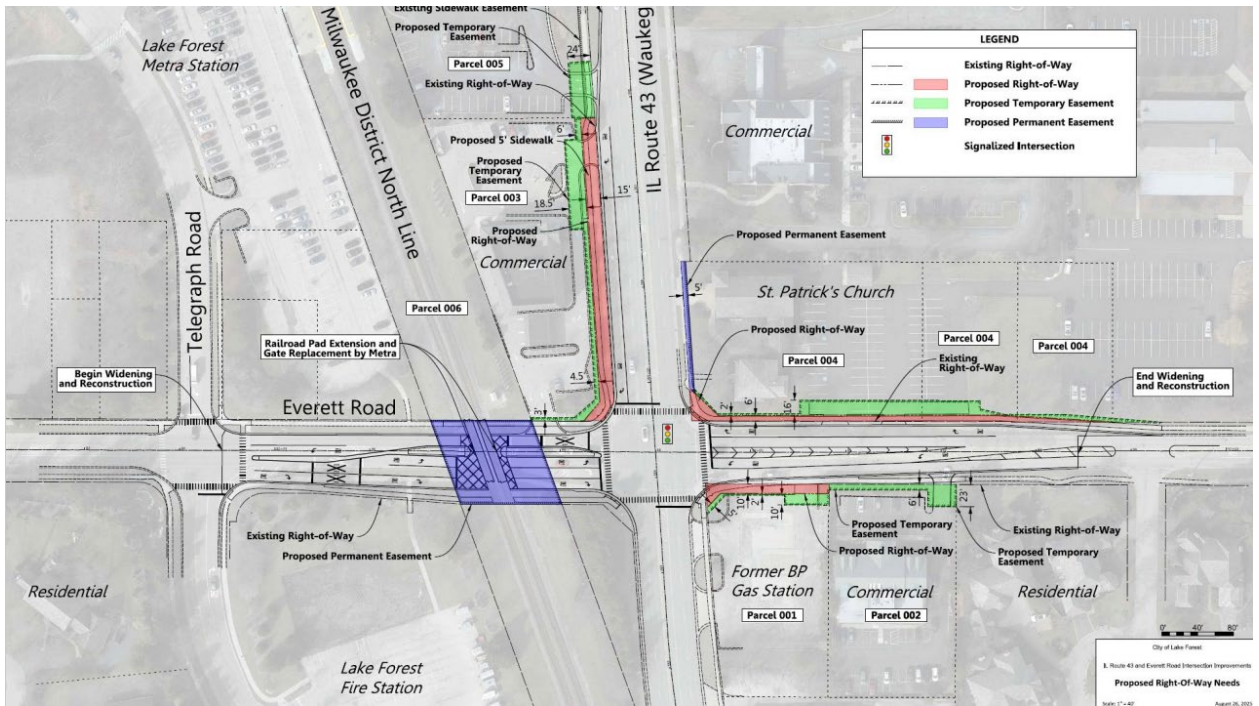 Existing Sidewalk Easement
Proposed Temporary
Easement
24'
Lake Forest
Metra Station
Milwaukee District North Line
Parcel 005
Existing Right-of-Way
IL Route 43 (Waukeg
LEGEND
Existing Right-of-Way
Proposed Right-of-Way
Proposed Temporary Easement
Proposed Permanent Easement
Signalized Intersection
Commercial
6'
Proposed 5' Sidewalk
Proposed
Temporary
Easement
15'
Parcel 003
18.5'
Proposed
Right-of-Way
Commercial
Telegraph Road
Proposed Permanent Easement
5'
St. Patrick's Church
Parcel 006
Proposed Right-of-Way
Railroad Pad Extension and
Gate Replacement by Metra
Parcel 004
Parcel 004
Parcel 004
Existing
Right-of-Way
Begin Widening
and Reconstruction
4.5'
End Widening
and Reconstruction
Everett Road
3'
2'
6'
16'
10'
2'
10'
5'
6'
23'
Existing Right-of-Way
Proposed Permanent Easement
Proposed Temporary
Easement
Existing Right-of-Way
Proposed Right-of-Way
Proposed Temporary
Easement
Residential
Former BP
Gas Station
Commercial
Residential
Parcel 001
Parcel 002
Lake Forest
Fire Station
0' 40' 80'
City of Lake Forest
IL Route 43 and Everett Road Intersection Improvements
Proposed Right-Of-Way Needs
Scale: 1" = 40'